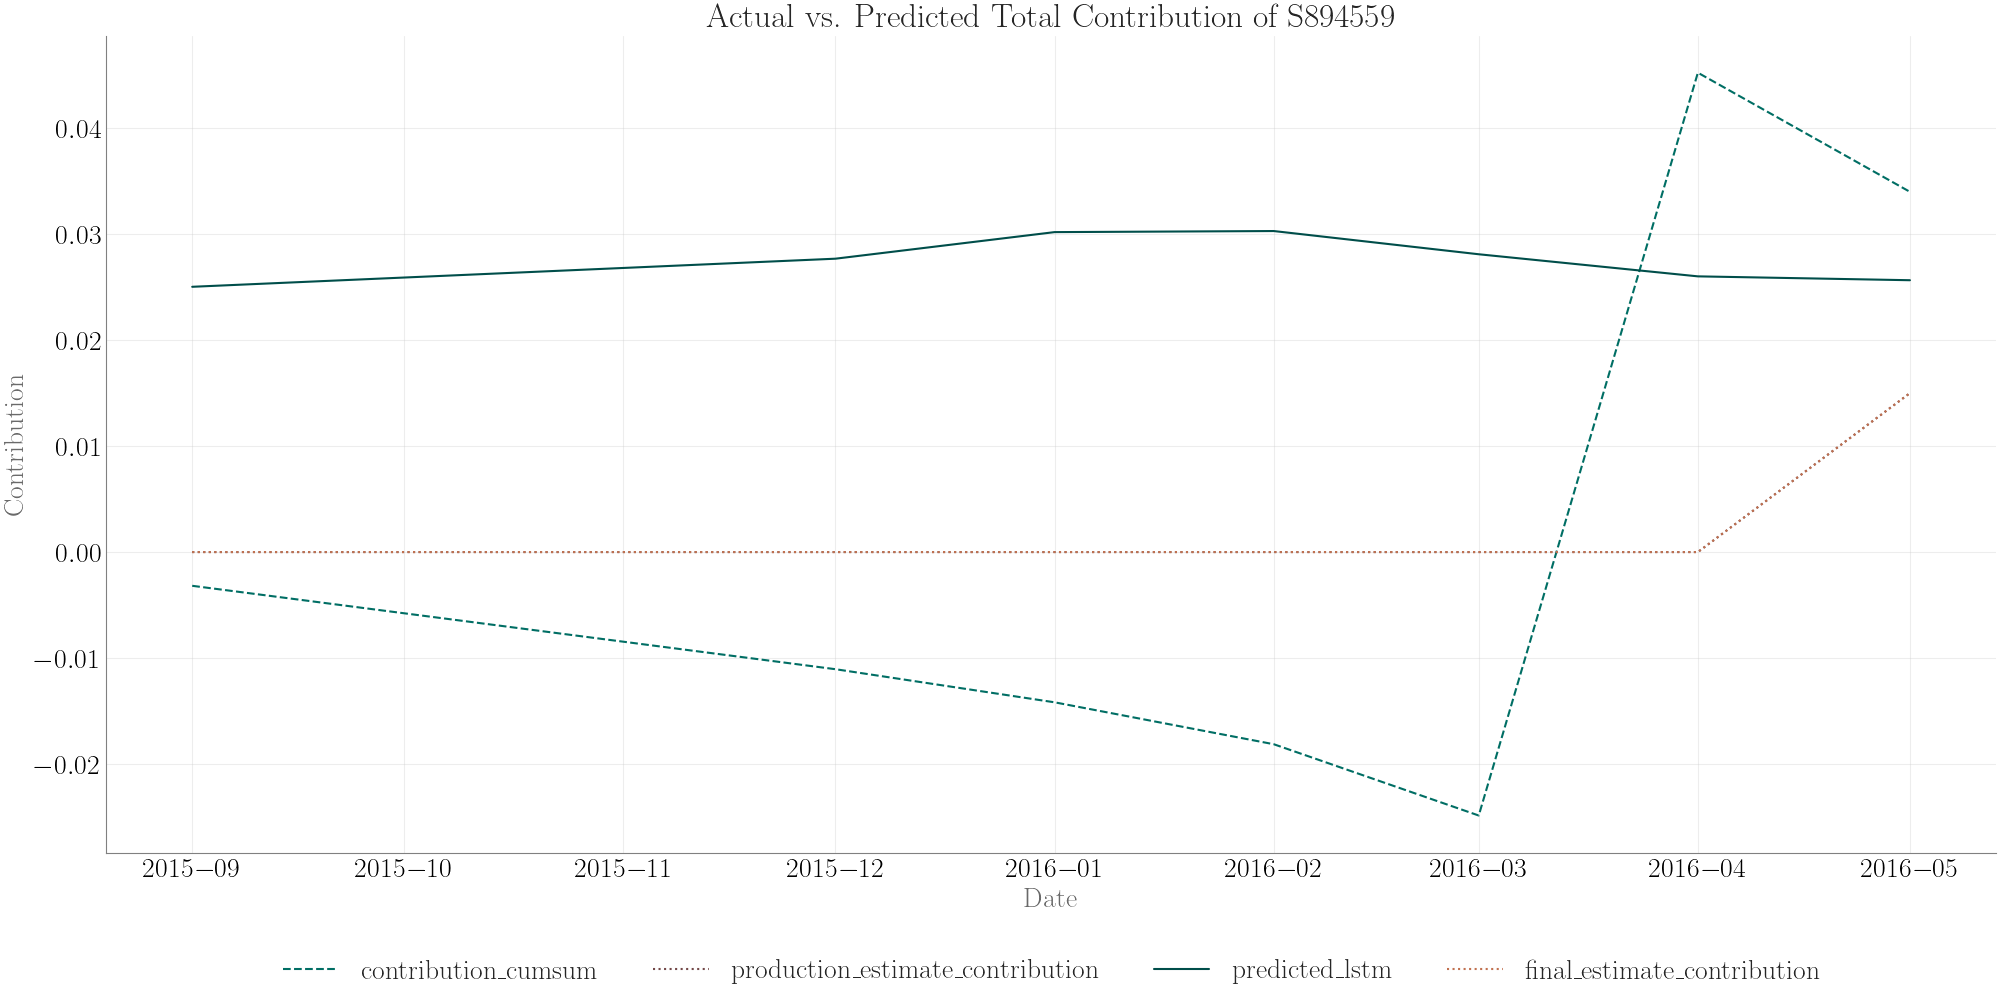 Actual vs. Predicted Total Contribution of S894559
Contribution
0.04
0.03
0.02
0.01
0.00
−0.01
−0.02
2015−09 2015−10 2015−11 2015−12 2016−01 2016−02 2016−03 2016−04 2016−05
Date
contribution_cumsum production_estimate_contribution predicted_lstm final_estimate_contribution